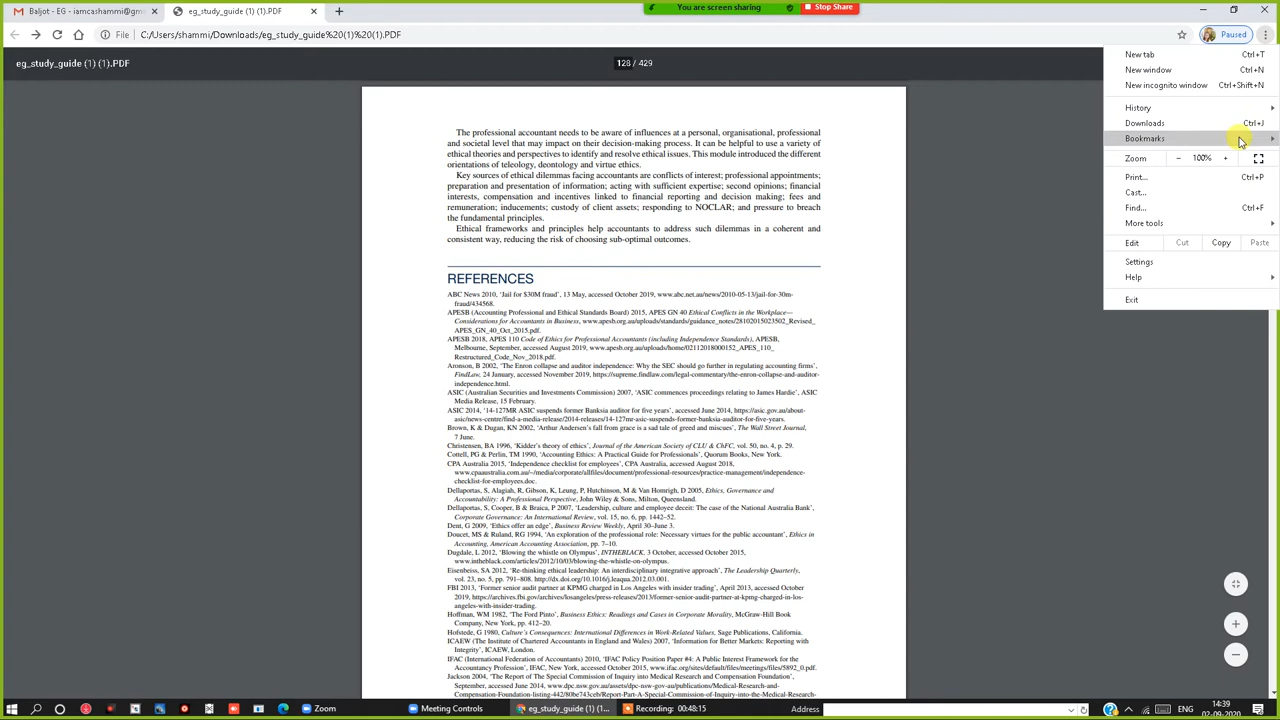 Baljot - EG - iamcashammi@gm
eg_study_guide (1) (1).PDF
You are screen sharing
Stop Share
File
C:/Users/shammi/Downloads/eg_study_guide%20(1)%20(1).PDF
Paused
eg_study_guide (1) (1).PDF
128 / 429
New tab Ctrl+T
New window Ctrl+N
New incognito window Ctrl+Shift+N
History
Downloads Ctrl+J
Bookmarks
Zoom − 100% +
Print... Ctrl+P
Cast...
Find... Ctrl+F
More tools
Edit Cut Copy Paste
Settings
Help
Exit
The professional accountant needs to be aware of influences at a personal, organisational, professional
and societal level that may impact on their decision-making process. It can be helpful to use a variety of
ethical theories and perspectives to identify and resolve ethical issues. This module introduced the different
orientations of teleology, deontology and virtue ethics.
Key sources of ethical dilemmas facing accountants are conflicts of interest; professional appointments;
preparation and presentation of information; acting with sufficient expertise; second opinions; financial
interests, compensation and incentives linked to financial reporting and decision making; fees and
remuneration; inducements; custody of client assets; responding to NOCLAR; and pressure to breach
the fundamental principles.
Ethical frameworks and principles help accountants to address such dilemmas in a coherent and
consistent way, reducing the risk of choosing sub-optimal outcomes.
REFERENCES
ABC News 2010, 'Jail for $30M fraud', 13 May, accessed October 2019, www.abc.net.au/news/2010-05-13/jail-for-30m-
fraud/434568.
APESB (Accounting Professional and Ethical Standards Board) 2015, APES GN 40 Ethical Conflicts in the Workplace—
Considerations for Accountants in Business, www.apesb.org.au/uploads/standards/guidance_notes/28102015023502_Revised_
APES_GN_40_Oct_2015.pdf.
APESB 2018, APES 110 Code of Ethics for Professional Accountants (including Independence Standards), APESB,
Melbourne, September, accessed August 2019, www.apesb.org.au/uploads/home/02112018000152_APES_110_
Restructured_Code_Nov_2018.pdf.
Aronson, B 2002, 'The Enron collapse and auditor independence: Why the SEC should go further in regulating accounting firms',
FindLaw, 24 January, accessed November 2019, https://supreme.findlaw.com/legal-commentary/the-enron-collapse-and-auditor-
independence.html.
ASIC (Australian Securities and Investments Commission) 2007, 'ASIC commences proceedings relating to James Hardie', ASIC
Media Release, 15 February.
ASIC 2014, '14-127MR ASIC suspends former Banksia auditor for five years', accessed June 2014, https://asic.gov.au/about-
asic/news-centre/find-a-media-release/2014-releases/14-127mr-asic-suspends-former-banksia-auditor-for-five-years.
Brown, K & Dugan, KN 2002, 'Arthur Andersen's fall from grace is a sad tale of greed and miscues', The Wall Street Journal,
7 June.
Christensen, BA 1996, 'Kidder's theory of ethics', Journal of the American Society of CLU & ChFC, vol. 50, no. 4, p. 29.
Cottell, PG & Perlin, TM 1990, 'Accounting Ethics: A Practical Guide for Professionals', Quorum Books, New York.
CPA Australia 2015, 'Independence checklist for employees', CPA Australia, accessed August 2018,
www.cpaaustralia.com.au/~/media/corporate/allfiles/document/professional-resources/practice-management/independence-
checklist-for-employees.doc.
Dellaportas, S, Alagiah, R, Gibson, K, Leung, P, Hutchinson, M & Van Homrigh, D 2005, Ethics, Governance and
Accountability: A Professional Perspective, John Wiley & Sons, Milton, Queensland.
Dellaportas, S, Cooper, B & Braica, P 2007, 'Leadership, culture and employee deceit: The case of the National Australia Bank',
Corporate Governance: An International Review, vol. 15, no. 6, pp. 1442–52.
Dent, G 2009, 'Ethics offer an edge', Business Review Weekly, April 30–June 3.
Doucet, MS & Ruland, RG 1994, 'An exploration of the professional role: Necessary virtues for the public accountant', Ethics in
Accounting, American Accounting Association, pp. 7–10.
Dugdale, L 2012, 'Blowing the whistle on Olympus', INTHEBLACK, 3 October, accessed October 2015,
www.intheblack.com/articles/2012/10/03/blowing-the-whistle-on-olympus.
Eisenbeiss, SA 2012, 'Re-thinking ethical leadership: An interdisciplinary integrative approach', The Leadership Quarterly,
vol. 23, no. 5, pp. 791–808. http://dx.doi.org/10.1016/j.leaqua.2012.03.001.
FBI 2013, 'Former senior audit partner at KPMG charged in Los Angeles with insider trading', April 2013, accessed October
2019, https://archives.fbi.gov/archives/losangeles/press-releases/2013/former-senior-audit-partner-at-kpmg-charged-in-los-
angeles-with-insider-trading.
Hoffman, WM 1982, 'The Ford Pinto', Business Ethics: Readings and Cases in Corporate Morality, McGraw-Hill Book
Company, New York, pp. 412–20.
Hofstede, G 1980, Culture's Consequences: International Differences in Work-Related Values, Sage Publications, California.
ICAEW (The Institute of Chartered Accountants in England and Wales) 2007, 'Information for Better Markets: Reporting with
Integrity', ICAEW, London.
IFAC (International Federation of Accountants) 2010, 'IFAC Policy Position Paper #4: A Public Interest Framework for the
Accountancy Profession', IFAC, New York, accessed October 2015, www.ifac.org/sites/default/files/meetings/files/5892_0.pdf.
Jackson 2004, 'The Report of The Special Commission of Inquiry into Medical Research and Compensation Foundation',
September, accessed June 2014, www.dpc.nsw.gov.au/assets/dpc-nsw-gov-au/publications/Medical-Research-and-
Compensation-Foundation-listing-442/80be743ceb/Report-Part-A-Special-Commission-of-Inquiry-into-the-Medical-Research-
Zoom
Meeting Controls
eg_study_guide (1) (1...
Recording: 00:48:15
Address
ENG
14:39
02-09-2020